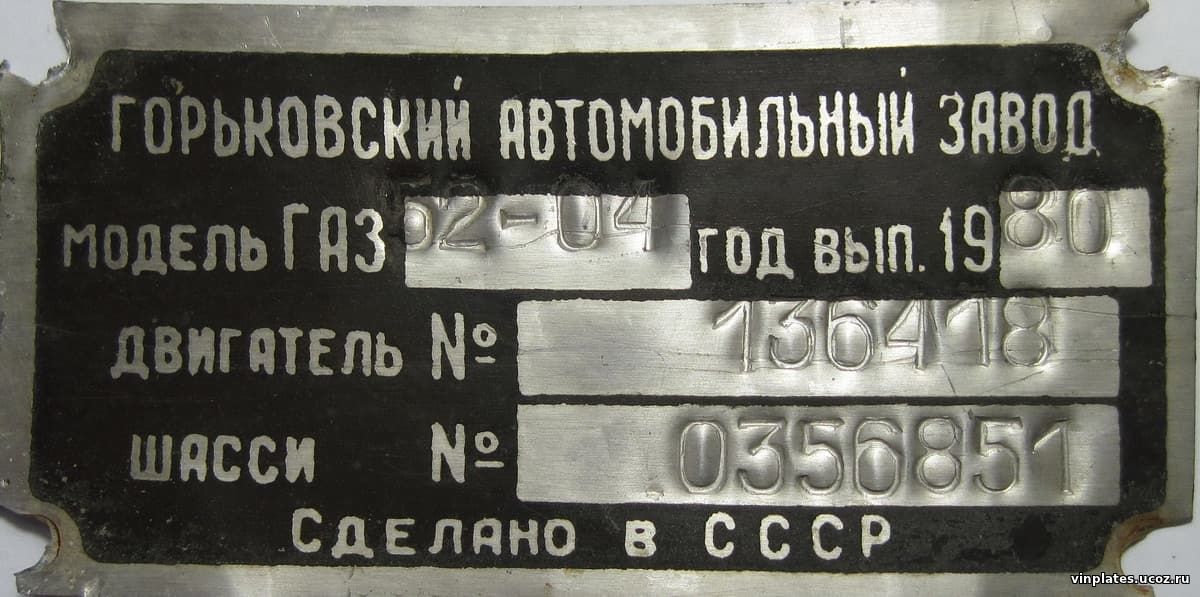 ГОРЬКОВСКИЙ АВТОМОБИЛЬНЫЙ ЗАВОД
МОДЕЛЬ ГАЗ 52-04 ГОД ВЫП. 1980
ДВИГАТЕЛЬ № 136418
ШАССИ № 0356851
СДЕЛАНО В СССР
vinplates.ucoz.ru